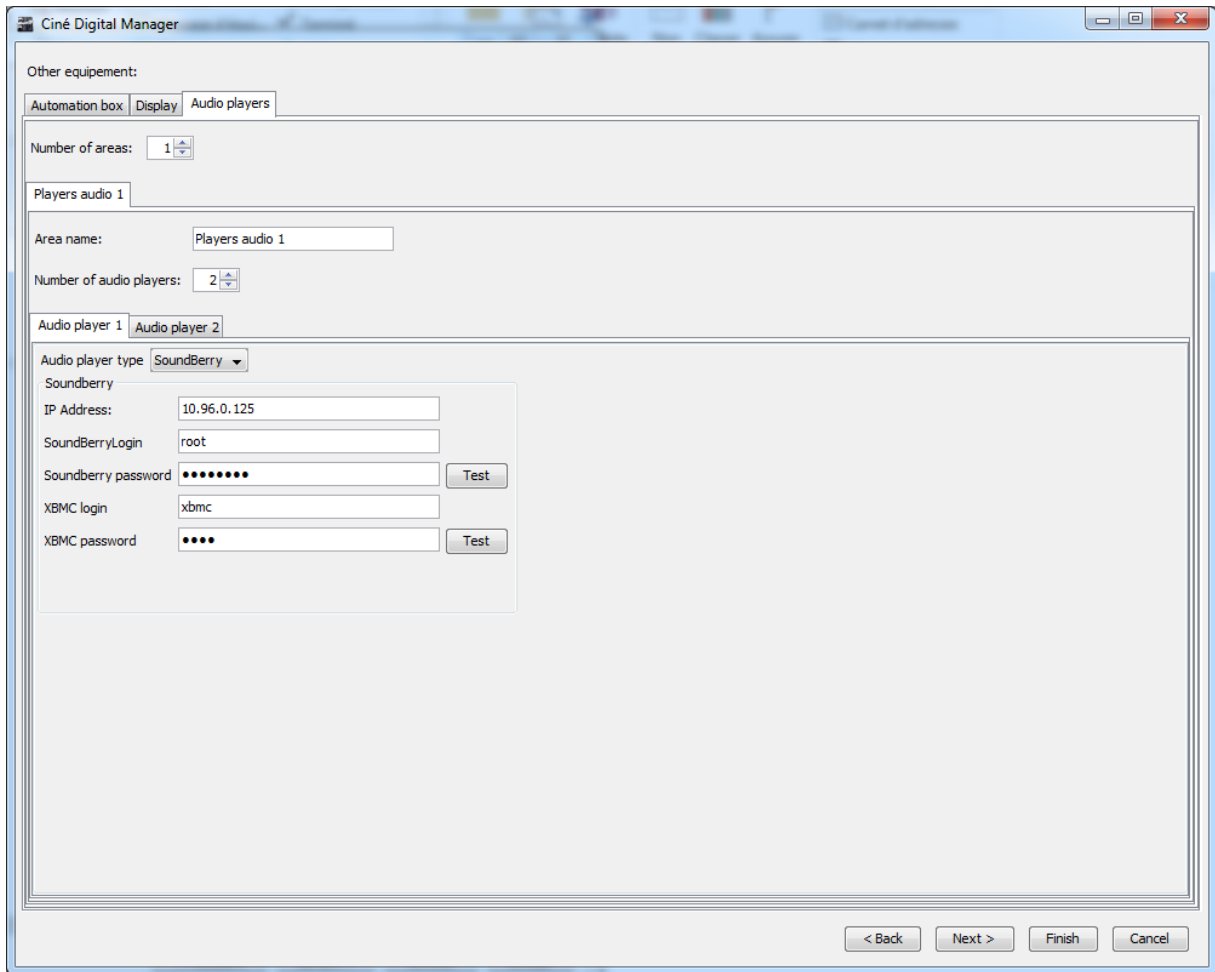 Ciné Digital Manager
Carnet d'adresses
Other equipement:
Automation box Display Audio players
Number of areas: 1
Players audio 1
Area name: Players audio 1
Number of audio players: 2
Audio player 1 Audio player 2
Audio player type SoundBerry
Soundberry
IP Address: 10.96.0.125
SoundBerryLogin root
Soundberry password •••••••• Test
XBMC login xbmc
XBMC password •••• Test
< Back Next > Finish Cancel